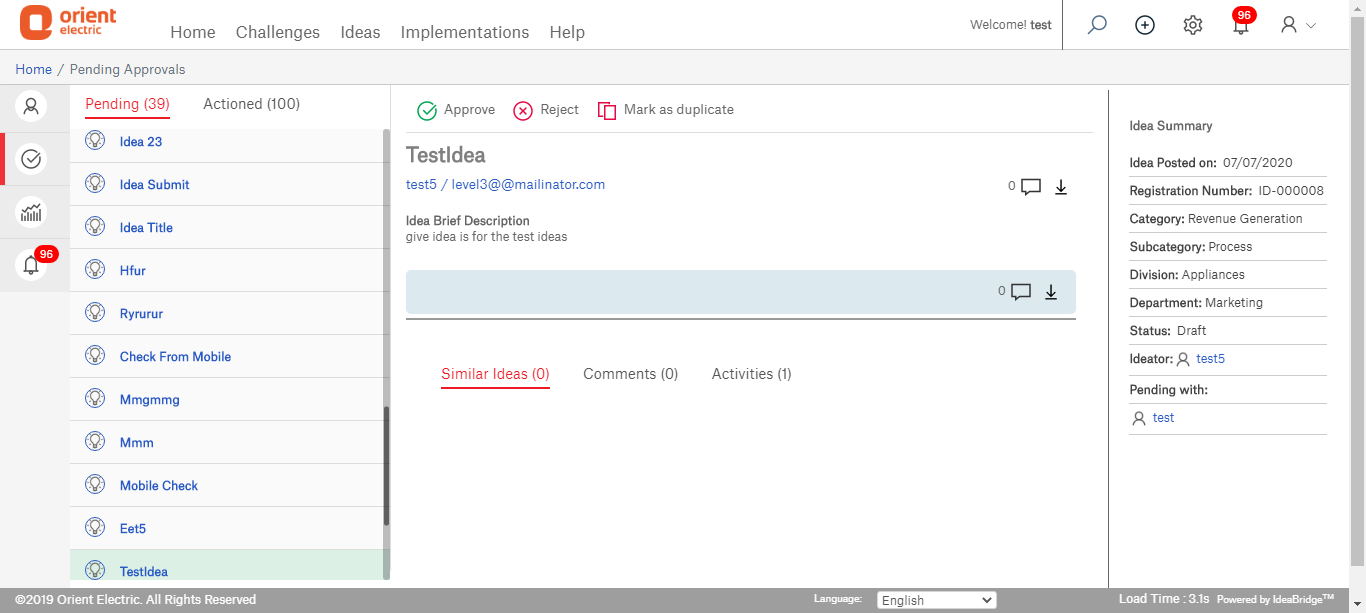 orient
electric
Home Challenges Ideas Implementations Help
Welcome! test
96
Home / Pending Approvals
Pending (39) Actioned (100)
96
Idea 23
Idea Submit
Idea Title
Hfur
Ryrurur
Check From Mobile
Mmgmmg
Mmm
Mobile Check
Eet5
TestIdea
Approve Reject Mark as duplicate
TestIdea
test5 / level3@@mailinator.com
0
Idea Brief Description
give idea is for the test ideas
0
Similar Ideas (0) Comments (0) Activities (1)
Idea Summary
Idea Posted on: 07/07/2020
Registration Number: ID-000008
Category: Revenue Generation
Subcategory: Process
Division: Appliances
Department: Marketing
Status: Draft
Ideator: test5
Pending with:
test
©2019 Orient Electric. All Rights Reserved
Language: English
Load Time : 3.1s Powered by IdeaBridge™